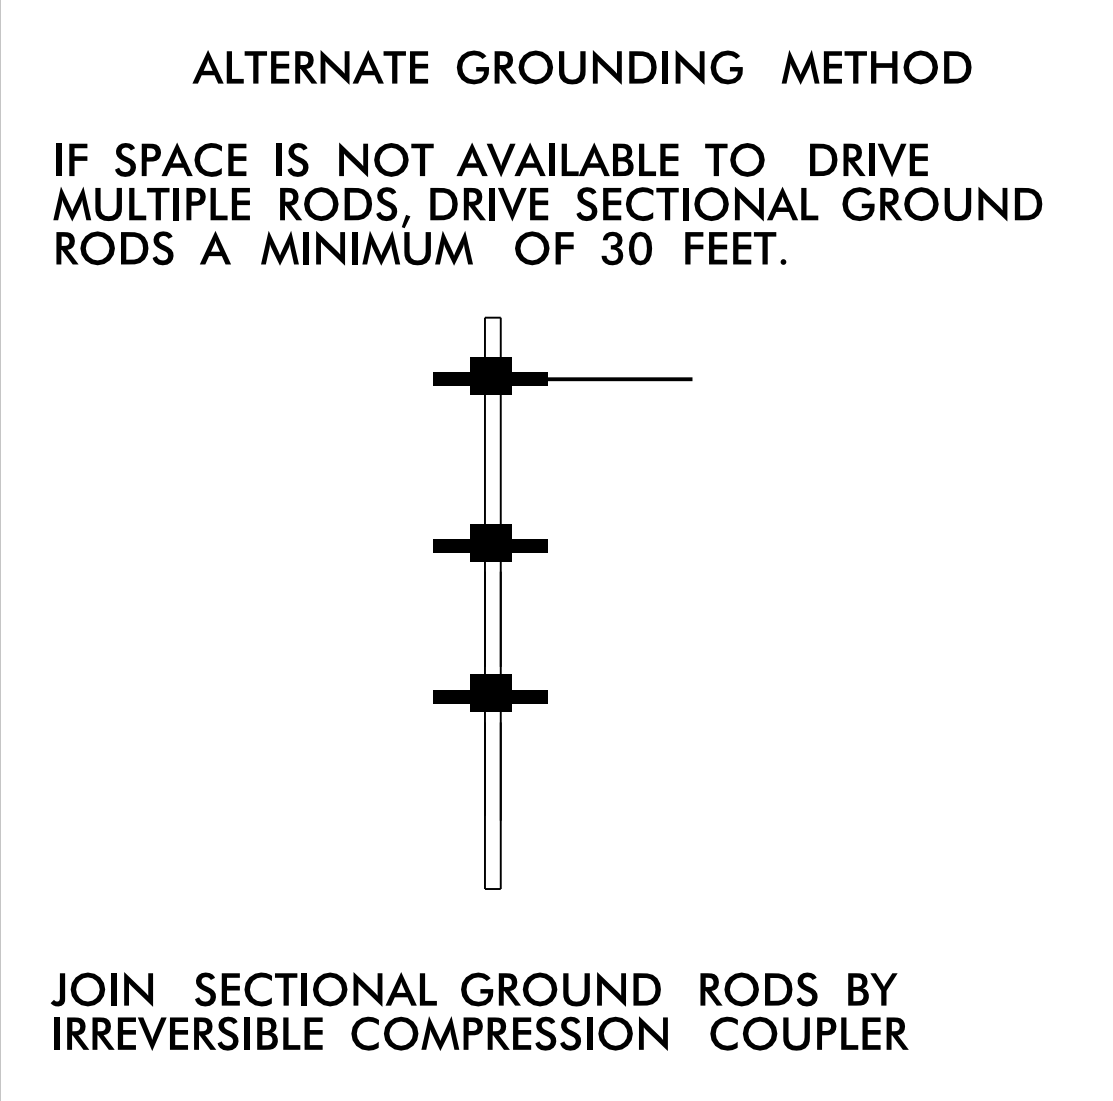 ALTERNATE GROUNDING METHOD
IF SPACE IS NOT AVAILABLE TO DRIVE
MULTIPLE RODS, DRIVE SECTIONAL GROUND
RODS A MINIMUM OF 30 FEET.
JOIN SECTIONAL GROUND RODS BY
IRREVERSIBLE COMPRESSION COUPLER